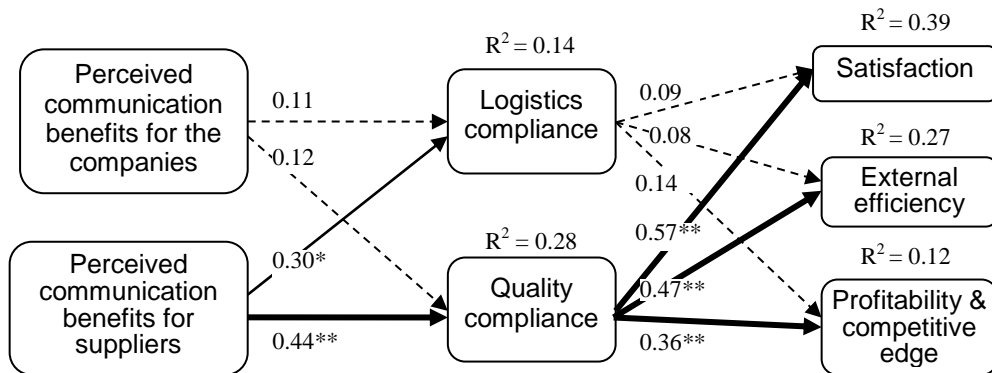 Perceived
communication
benefits for the
companies
Perceived
communication
benefits for
suppliers
0.11
0.12
0.30*
0.44**
R² = 0.14
Logistics
compliance
R² = 0.28
Quality
compliance
0.09
0.08
0.14
0.57**
0.47**
0.36**
R² = 0.39
Satisfaction
R² = 0.27
External
efficiency
R² = 0.12
Profitability &
competitive
edge